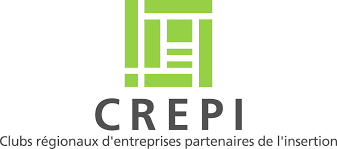 CREPI
Clubs régionaux d'entreprises partenaires de l'insertion